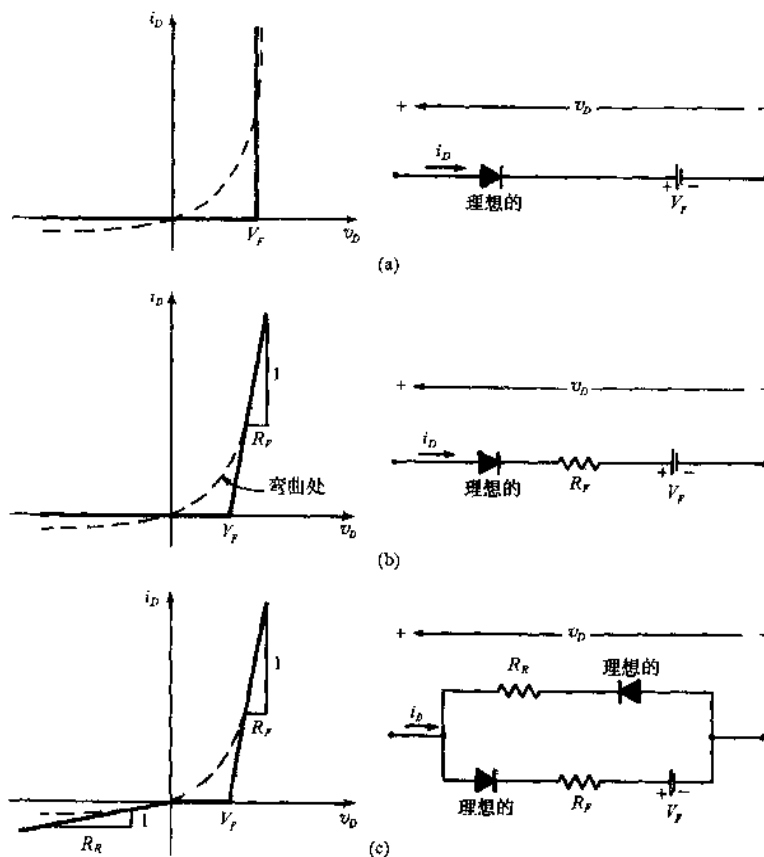 i_D
+ v_D -
i_D
理想的
+ -
V_F
V_F v_D
(a)
i_D
+ v_D -
1
R_F
i_D
弯曲处
理想的 R_F + - V_F
V_F v_D
(b)
i_D
+ v_D -
R_R 理想的
1
R_F
i_D
理想的 R_F + - V_F
1
R_R
V_F v_D
(c)